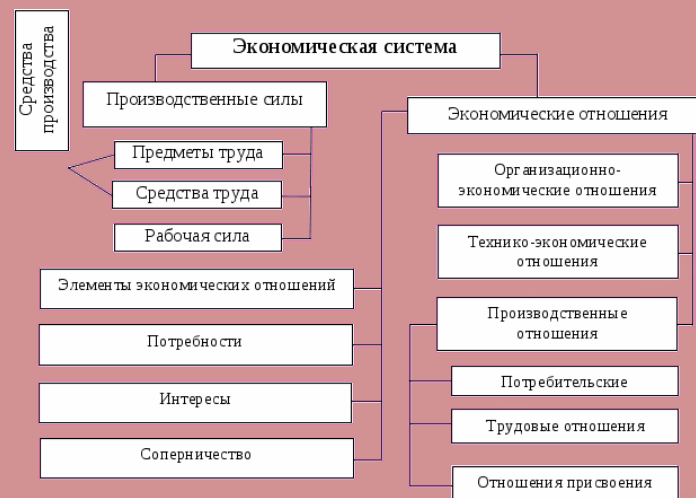 Экономическая система
Средства
производства
Производственные силы
Экономические отношения
Предметы труда
Средства труда
Рабочая сила
Организационно-
экономические отношения
Технико-экономические
отношения
Элементы экономических отношений
Производственные
отношения
Потребности
Потребительские
Интересы
Трудовые отношения
Соперничество
Отношения присвоения